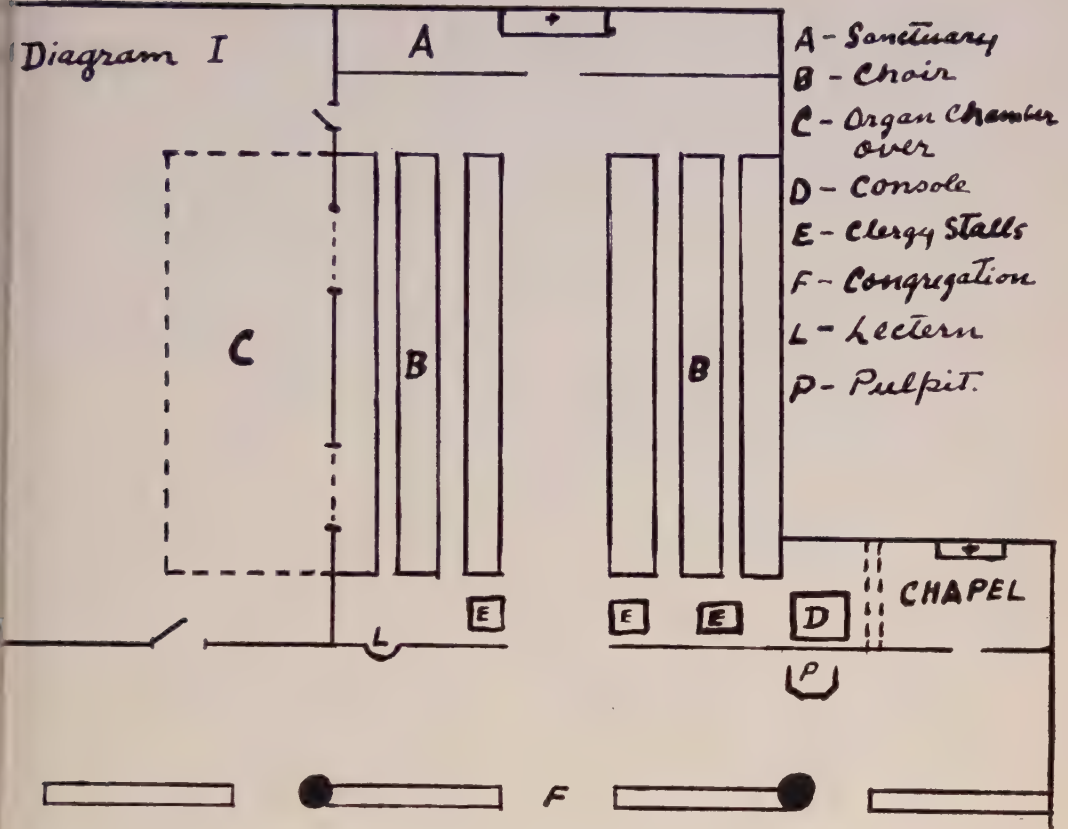 Diagram I
A
A - Sanctuary
B - Choir
C - Organ Chamber
over
D - Console
E - Clergy Stalls
F - Congregation
L - Lectern
P - Pulpit.
C
B
B
E
E
E
D
CHAPEL
L
P
F